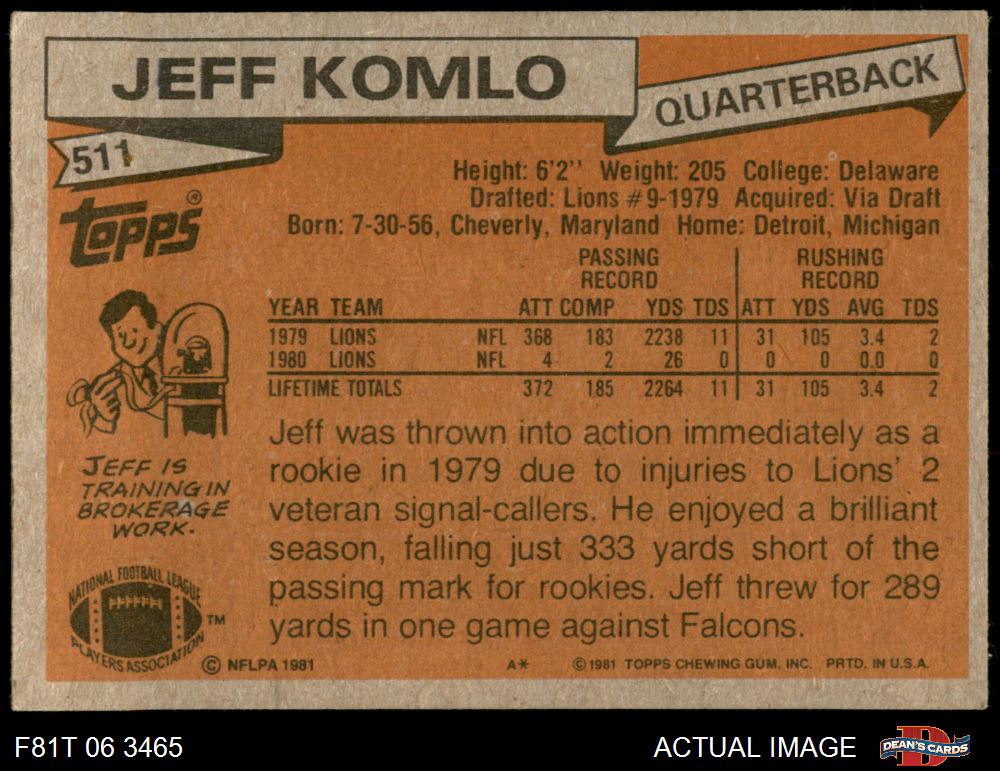 JEFF KOMLO
QUARTERBACK
511
TOPPS®
Height: 6'2'' Weight: 205 College: Delaware
Drafted: Lions #9-1979 Acquired: Via Draft
Born: 7-30-56, Cheverly, Maryland Home: Detroit, Michigan
PASSING RECORD RUSHING RECORD
YEAR TEAM ATT COMP YDS TDS ATT YDS AVG TDS
1979 LIONS NFL 368 183 2238 11 31 105 3.4 2
1980 LIONS NFL 4 2 26 0 0 0 0.0 0
LIFETIME TOTALS 372 185 2264 11 31 105 3.4 2
JEFF IS
TRAINING IN
BROKERAGE
WORK.
Jeff was thrown into action immediately as a
rookie in 1979 due to injuries to Lions' 2
veteran signal-callers. He enjoyed a brilliant
season, falling just 333 yards short of the
passing mark for rookies. Jeff threw for 289
yards in one game against Falcons.
NATIONAL FOOTBALL LEAGUE
PLAYERS ASSOCIATION
TM
© NFLPA 1981 A* © 1981 TOPPS CHEWING GUM, INC. PRTD. IN U.S.A.
F81T 06 3465 ACTUAL IMAGE DEAN'S CARDS